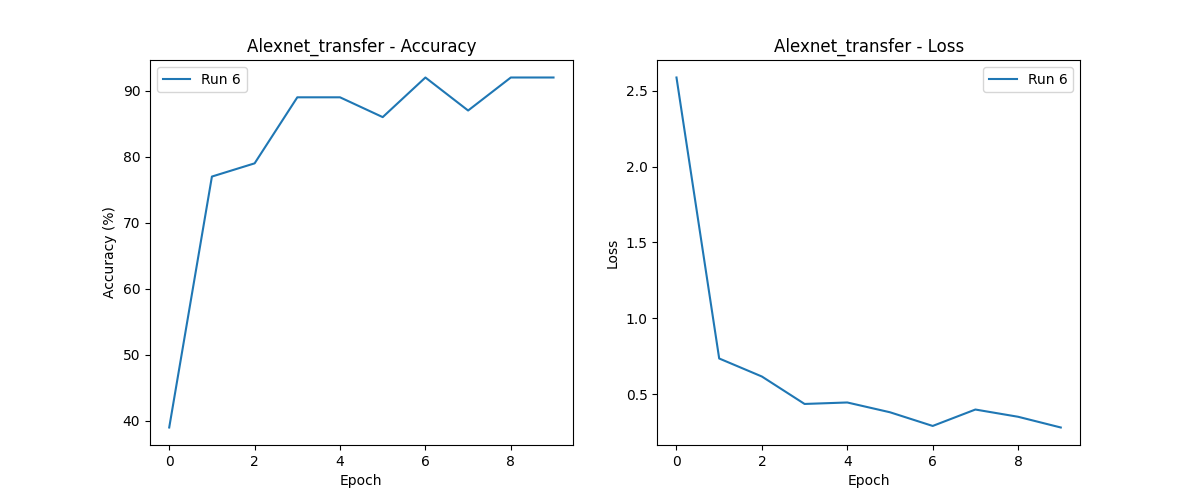 Alexnet_transfer - Accuracy
Run 6
90
80
70
60
50
40
Accuracy (%)
0 2 4 6 8
Epoch
Alexnet_transfer - Loss
Run 6
2.5
2.0
1.5
1.0
0.5
Loss
0 2 4 6 8
Epoch